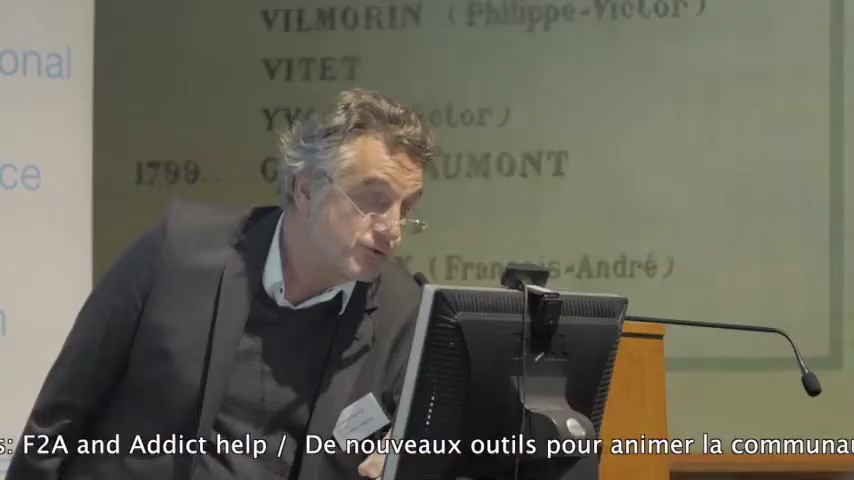 onal
ce
VILMORIN (Philippe-Victor)
VITET
1799..
AUMONT
(François-André)
s: F2A and Addict help / De nouveaux outils pour animer la communau